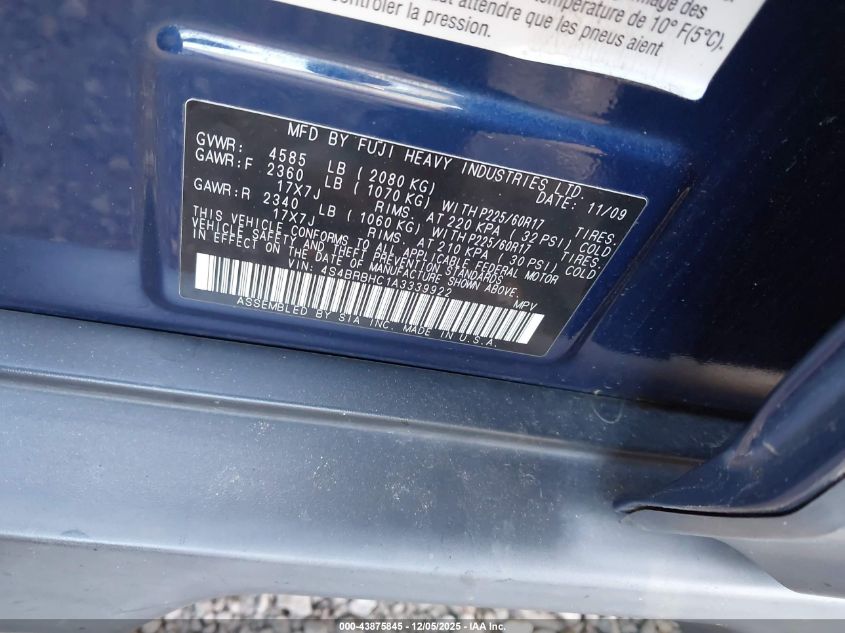 mage des
température de 10° F(5°C).
attendre que les pneus aient
contrôler la pression.
MFD BY FUJI HEAVY INDUSTRIES LTD.
GVWR: 4585 LB (2080 KG) DATE: 11/09
GAWR:F 2360 LB (1070 KG) WITH P225/60R17 TIRES.
17X7J RIMS. AT 220 KPA (32 PSI) COLD
GAWR:R 2340 LB (1060 KG) WITH P225/60R17 TIRES.
17X7J RIMS. AT 210 KPA (30 PSI) COLD
THIS VEHICLE CONFORMS TO ALL APPLICABLE FEDERAL MOTOR
VEHICLE SAFETY AND THEFT PREVENTION STANDARDS
IN EFFECT ON THE DATE OF MANUFACTURE SHOWN ABOVE.
VIN: 4S4BRBHC1A3339922 MPV
ASSEMBLED BY SIA INC. MADE IN U.S.A.
000-43875845 - 12/05/2025 - IAA Inc.